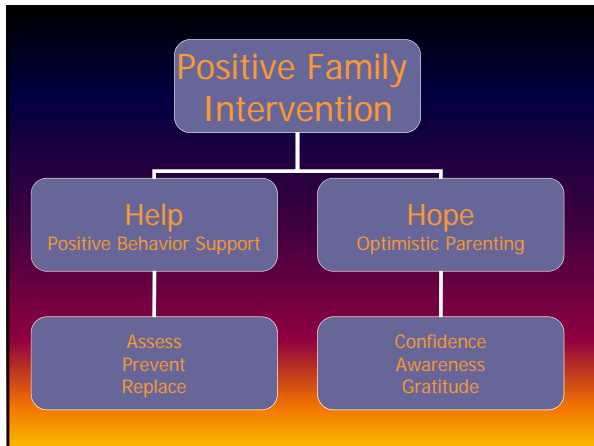 Positive Family
Intervention
Help
Positive Behavior Support
Hope
Optimistic Parenting
Assess
Prevent
Replace
Confidence
Awareness
Gratitude